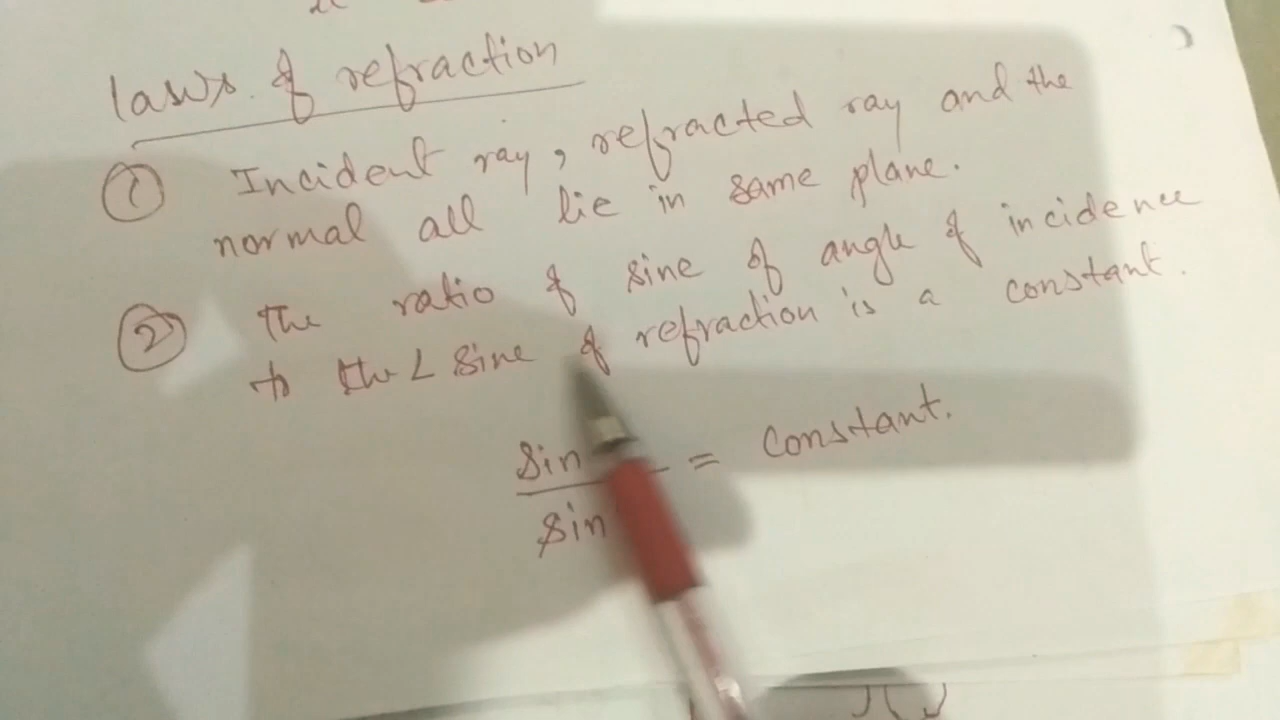 laws of refraction
① Incident ray, refracted ray and the
normal all lie in same plane.
② The ratio of sine of angle of incidence
to the ∠ sine of refraction is a constant.
sin
= constant.
sin